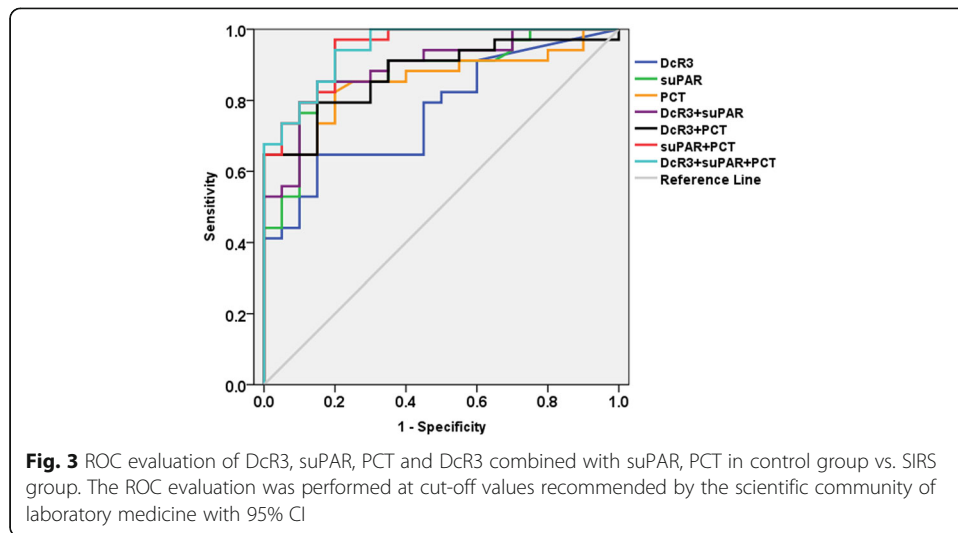 1.0
0.8
0.6
0.4
0.2
0.0
Sensitivity
0.0 0.2 0.4 0.6 0.8 1.0
1 - Specificity
DcR3
suPAR
PCT
DcR3+suPAR
DcR3+PCT
suPAR+PCT
DcR3+suPAR+PCT
Reference Line
Fig. 3 ROC evaluation of DcR3, suPAR, PCT and DcR3 combined with suPAR, PCT in control group vs. SIRS
group. The ROC evaluation was performed at cut-off values recommended by the scientific community of
laboratory medicine with 95% CI